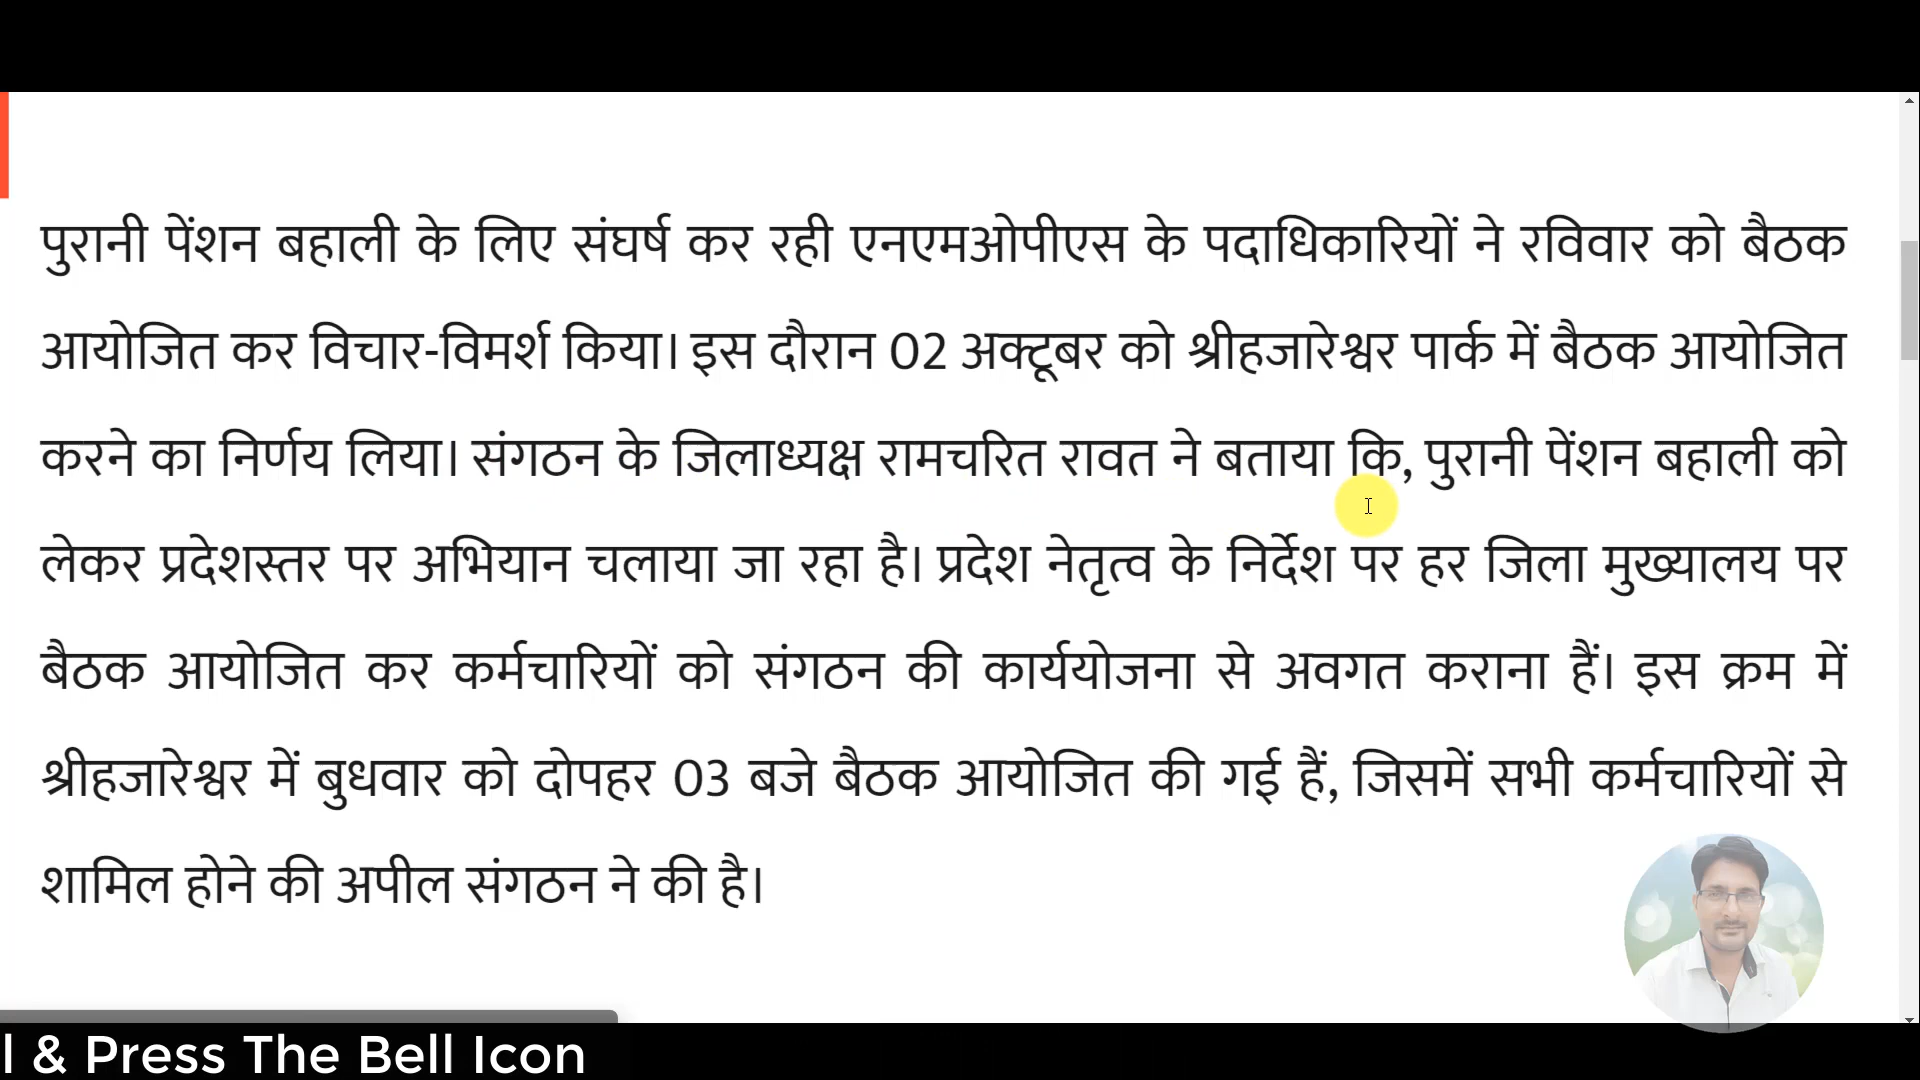 पुरानी पेंशन बहाली के लिए संघर्ष कर रही एनएमओपीएस के पदाधिकारियों ने रविवार को बैठक
आयोजित कर विचार-विमर्श किया। इस दौरान 02 अक्टूबर को श्रीहजारेश्वर पार्क में बैठक आयोजित
करने का निर्णय लिया। संगठन के जिलाध्यक्ष रामचरित रावत ने बताया कि, पुरानी पेंशन बहाली को
लेकर प्रदेशस्तर पर अभियान चलाया जा रहा है। प्रदेश नेतृत्व के निर्देश पर हर जिला मुख्यालय पर
बैठक आयोजित कर कर्मचारियों को संगठन की कार्ययोजना से अवगत कराना हैं। इस क्रम में
श्रीहजारेश्वर में बुधवार को दोपहर 03 बजे बैठक आयोजित की गई हैं, जिसमें सभी कर्मचारियों से
शामिल होने की अपील संगठन ने की है।
l & Press The Bell Icon